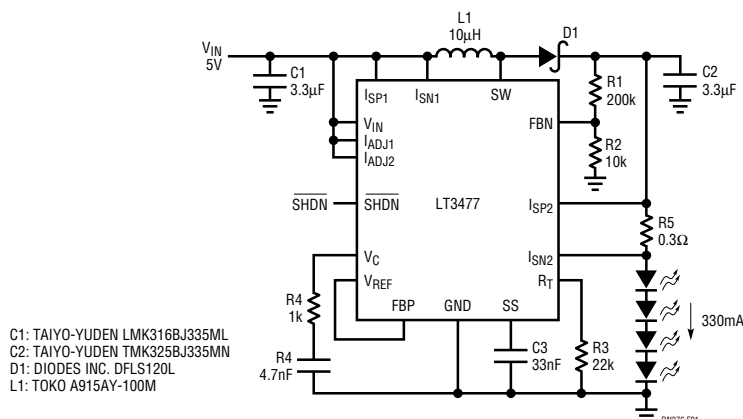 L1
10μH
D1
VIN
5V
C1
3.3μF
ISP1
ISN1
SW
R1
200k
C2
3.3μF
VIN
IADJ1
IADJ2
FBN
R2
10k
SHDN
SHDN
LT3477
ISP2
R5
0.3Ω
VC
ISN2
VREF
RT
R4
1k
FBP
GND
SS
330mA
R4
4.7nF
C3
33nF
R3
22k
C1: TAIYO-YUDEN LMK316BJ335ML
C2: TAIYO-YUDEN TMK325BJ335MN
D1: DIODES INC. DFLS120L
L1: TOKO A915AY-100M